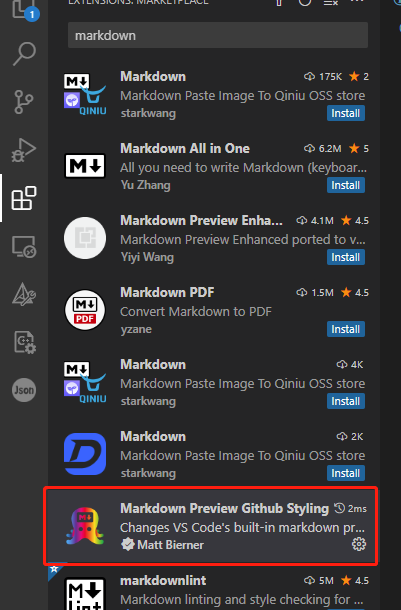 EXTENSIONS: MARKETPLACE
1
markdown
Markdown 175K 2
Markdown Paste Image To Qiniu OSS store
starkwang Install
Markdown All in One 6.2M 5
All you need to write Markdown (keyboar...
Yu Zhang Install
Markdown Preview Enha... 4.1M 4.5
Markdown Preview Enhanced ported to v...
Yiyi Wang Install
Markdown PDF 1.5M 4.5
Convert Markdown to PDF
yzane Install
Markdown 4K
Markdown Paste Image To Qiniu OSS store
starkwang Install
Markdown 2K
Markdown Paste Image To Qiniu OSS store
starkwang Install
Markdown Preview Github Styling 2ms
Changes VS Code's built-in markdown pr...
Matt Bierner
markdownlint 5M 4.5
Markdown linting and style checking for ...
M
QINIU
M
M
PDF
M
QINIU
Json
M
Lint